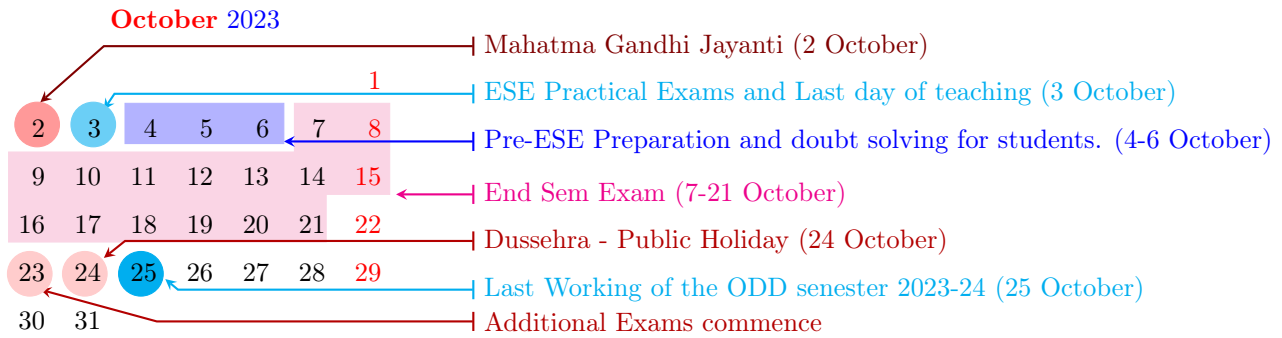 October 2023
Mahatma Gandhi Jayanti (2 October)
1
ESE Practical Exams and Last day of teaching (3 October)
2 3 4 5 6 7 8
Pre-ESE Preparation and doubt solving for students. (4-6 October)
9 10 11 12 13 14 15
End Sem Exam (7-21 October)
16 17 18 19 20 21 22
Dussehra - Public Holiday (24 October)
23 24 25 26 27 28 29
Last Working of the ODD senester 2023-24 (25 October)
30 31
Additional Exams commence